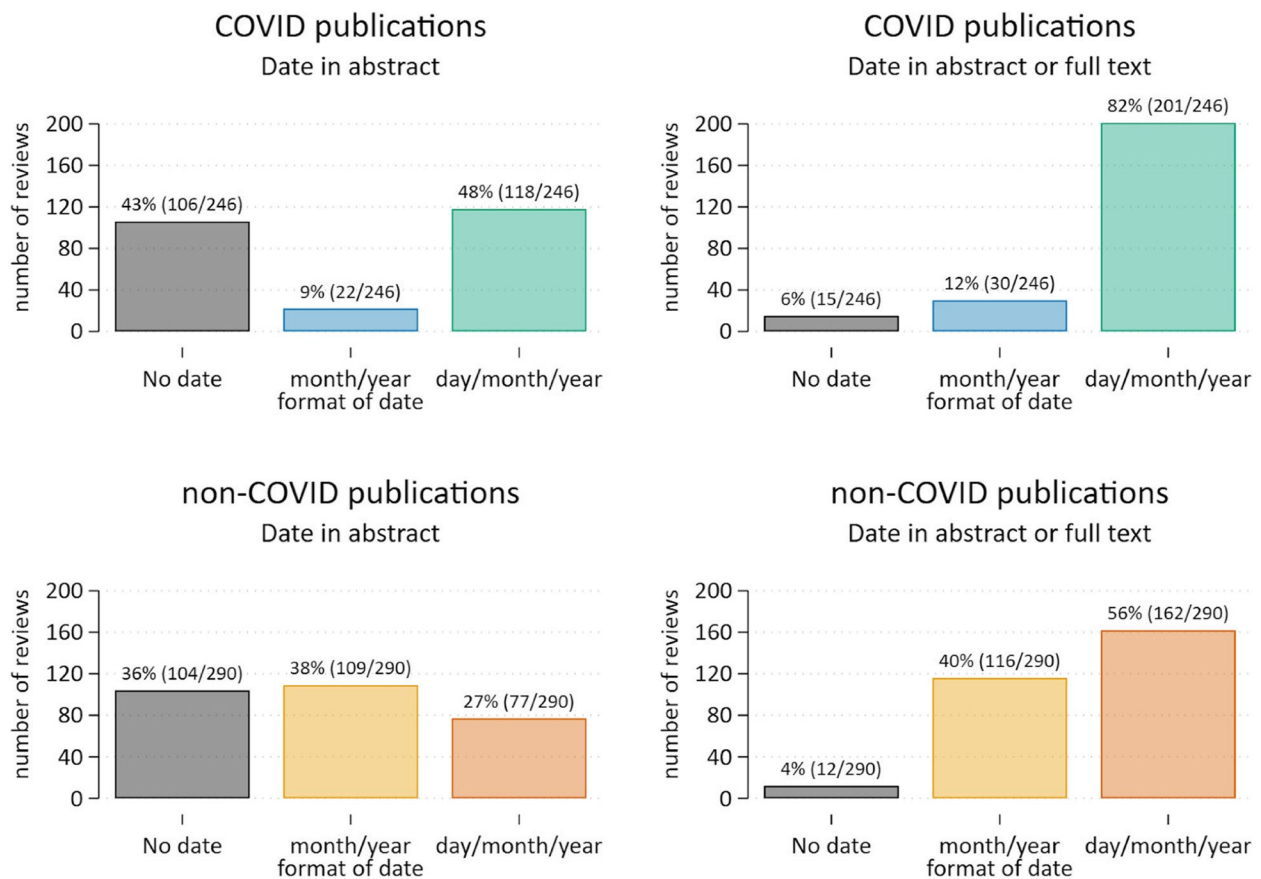 COVID publications
Date in abstract
number of reviews
200
160
120
80
40
0
43% (106/246)
9% (22/246)
48% (118/246)
No date
month/year
day/month/year
format of date
COVID publications
Date in abstract or full text
number of reviews
200
160
120
80
40
0
6% (15/246)
12% (30/246)
82% (201/246)
No date
month/year
day/month/year
format of date
non-COVID publications
Date in abstract
number of reviews
200
160
120
80
40
0
36% (104/290)
38% (109/290)
27% (77/290)
No date
month/year
day/month/year
format of date
non-COVID publications
Date in abstract or full text
number of reviews
200
160
120
80
40
0
4% (12/290)
40% (116/290)
56% (162/290)
No date
month/year
day/month/year
format of date